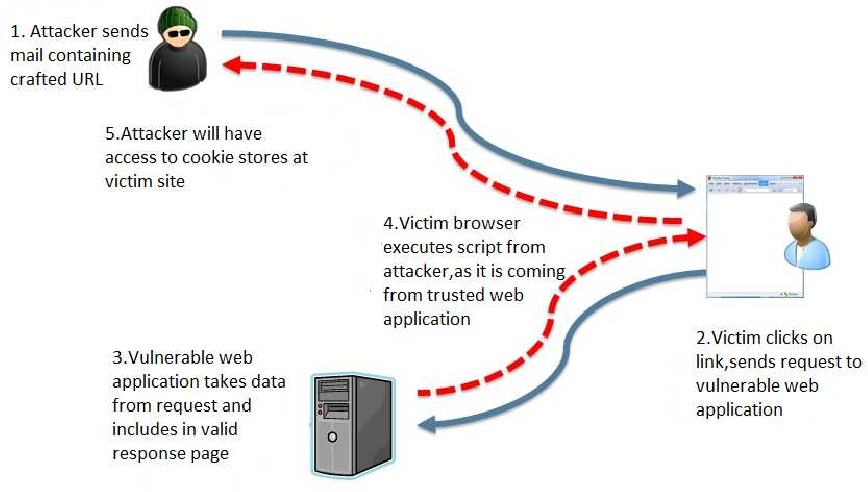 1. Attacker sends
mail containing
crafted URL
5.Attacker will have
access to cookie stores at
victim site
4.Victim browser
executes script from
attacker,as it is coming
from trusted web
application
2.Victim clicks on
link,sends request to
vulnerable web
application
3.Vulnerable web
application takes data
from request and
includes in valid
response page